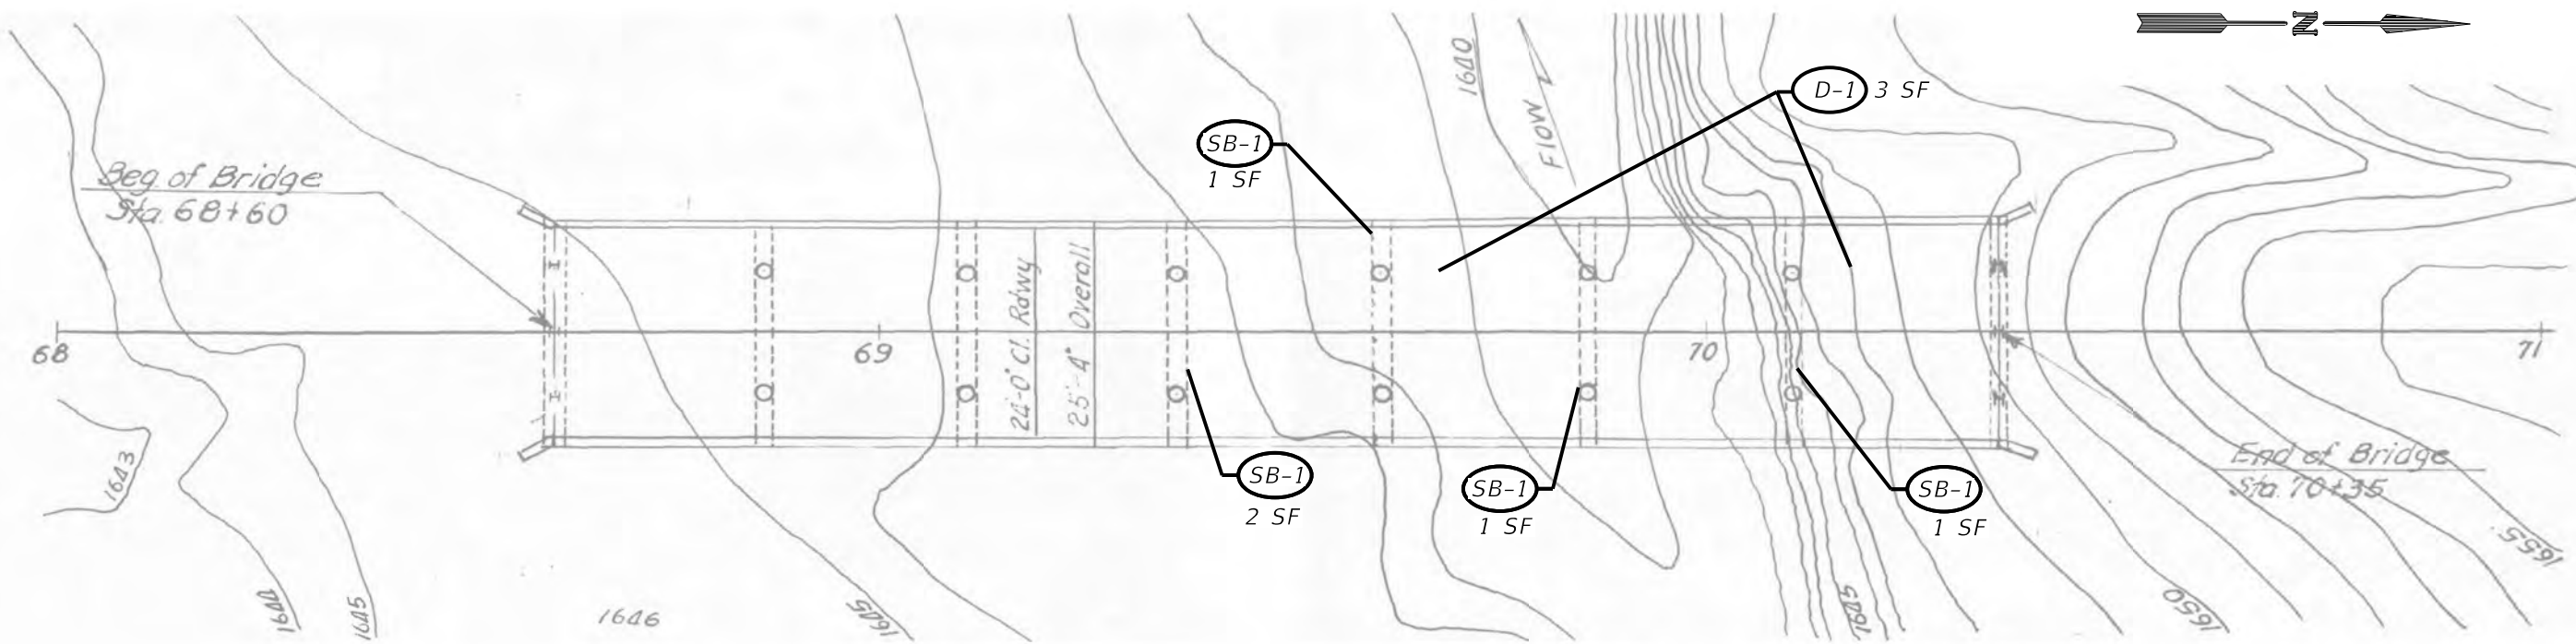 N
1640
FLOW
D-1 3 SF
SB-1
1 SF
Beg. of Bridge
Sta. 68+60
24'-0" Cl. Rdwy
25'-4" Overall
68
69
70
71
1643
End of Bridge
Sta. 70+35
SB-1
2 SF
SB-1
1 SF
SB-1
1 SF
1644
1645
1646
1645
1645
1650
1655